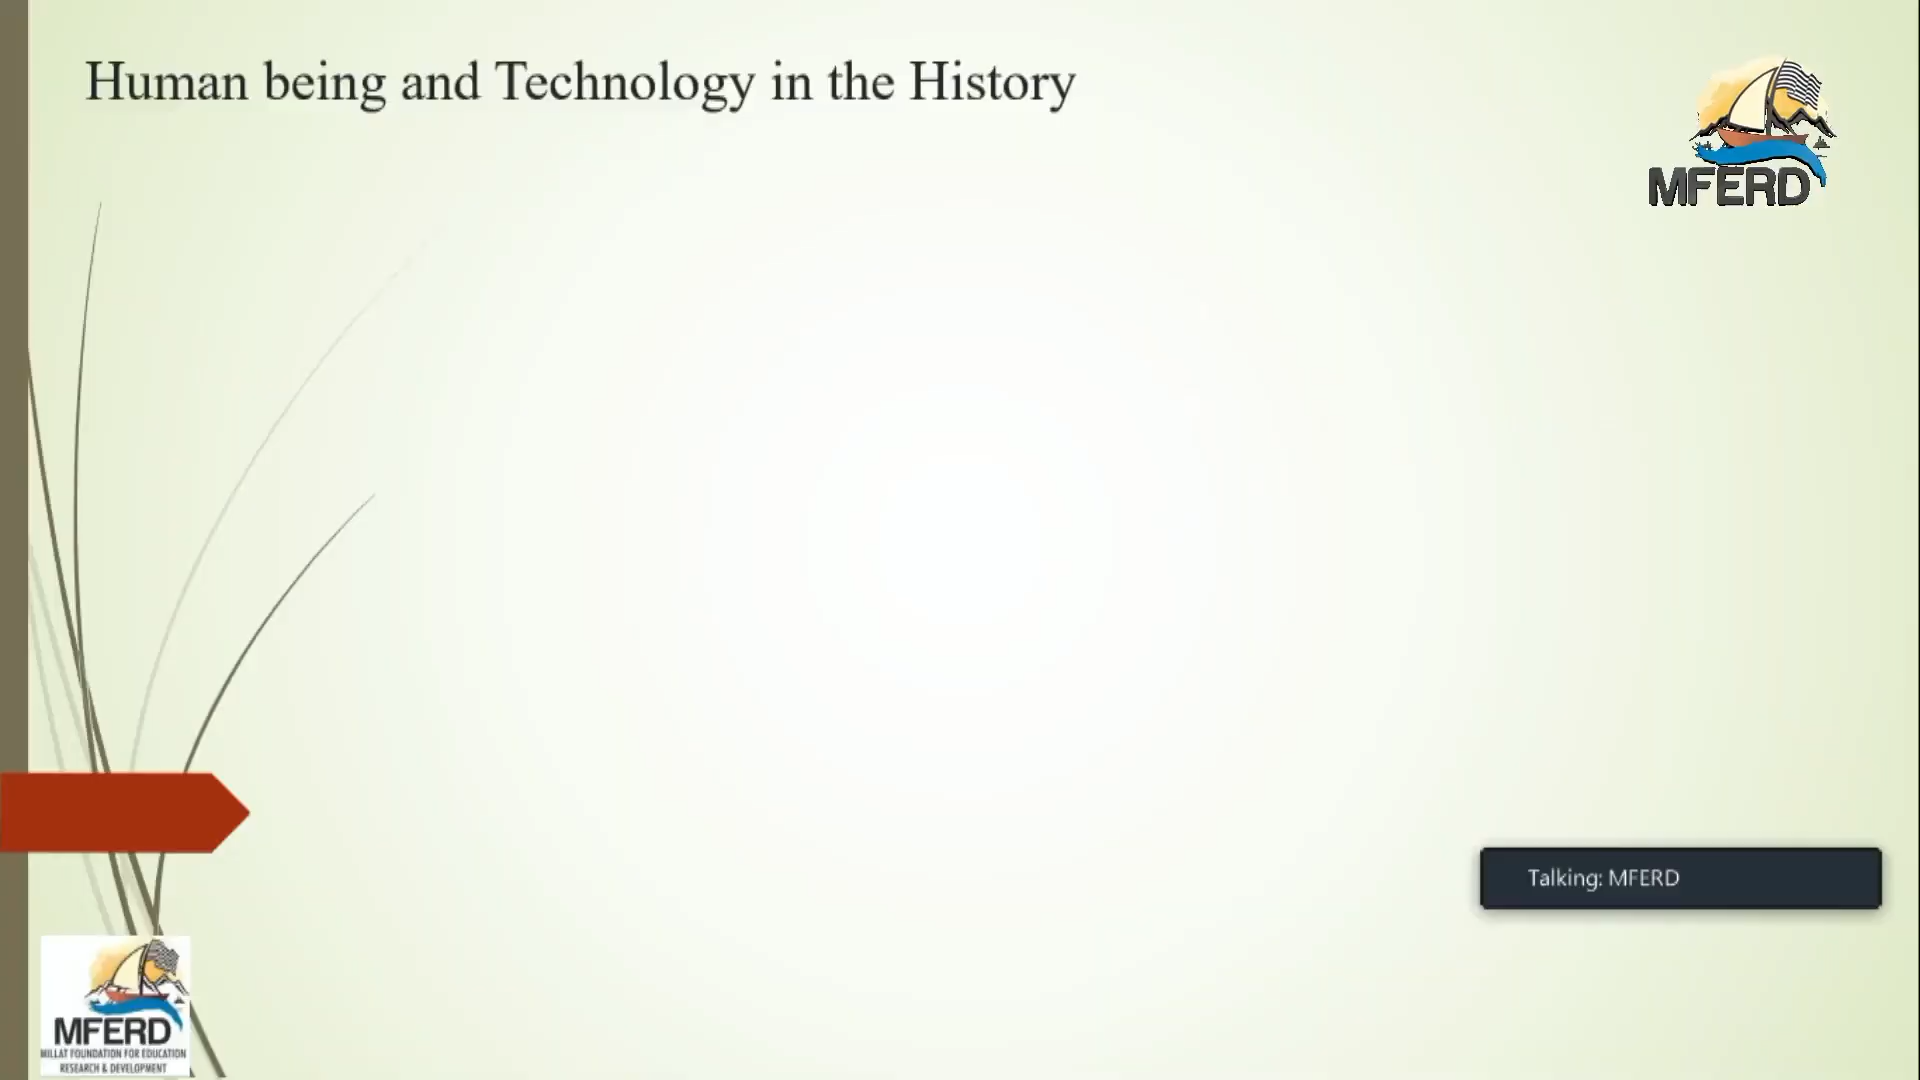 Human being and Technology in the History
MFERD
Talking: MFERD
MFERD
MILLAT FOUNDATION FOR EDUCATION
RESEARCH & DEVELOPMENT